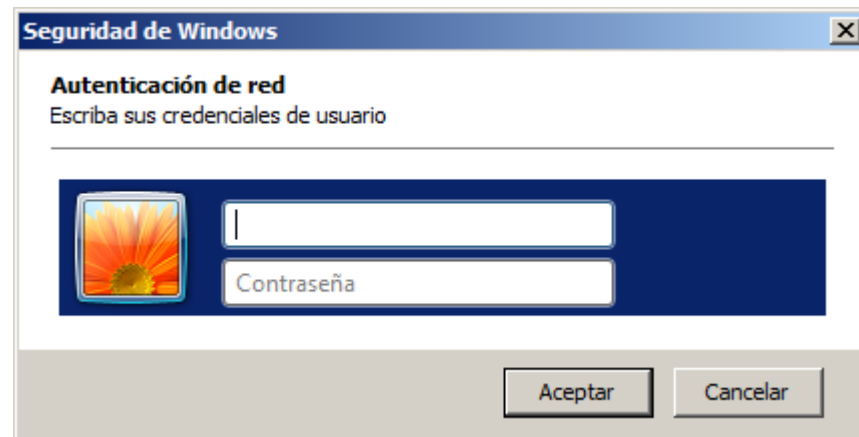 Seguridad de Windows
Autenticación de red
Escriba sus credenciales de usuario
Contraseña
Aceptar
Cancelar